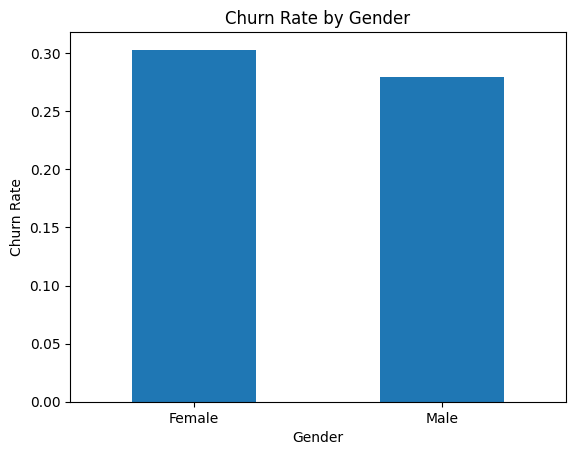 Churn Rate by Gender
0.30
0.25
0.20
0.15
0.10
0.05
0.00
Churn Rate
Female
Male
Gender